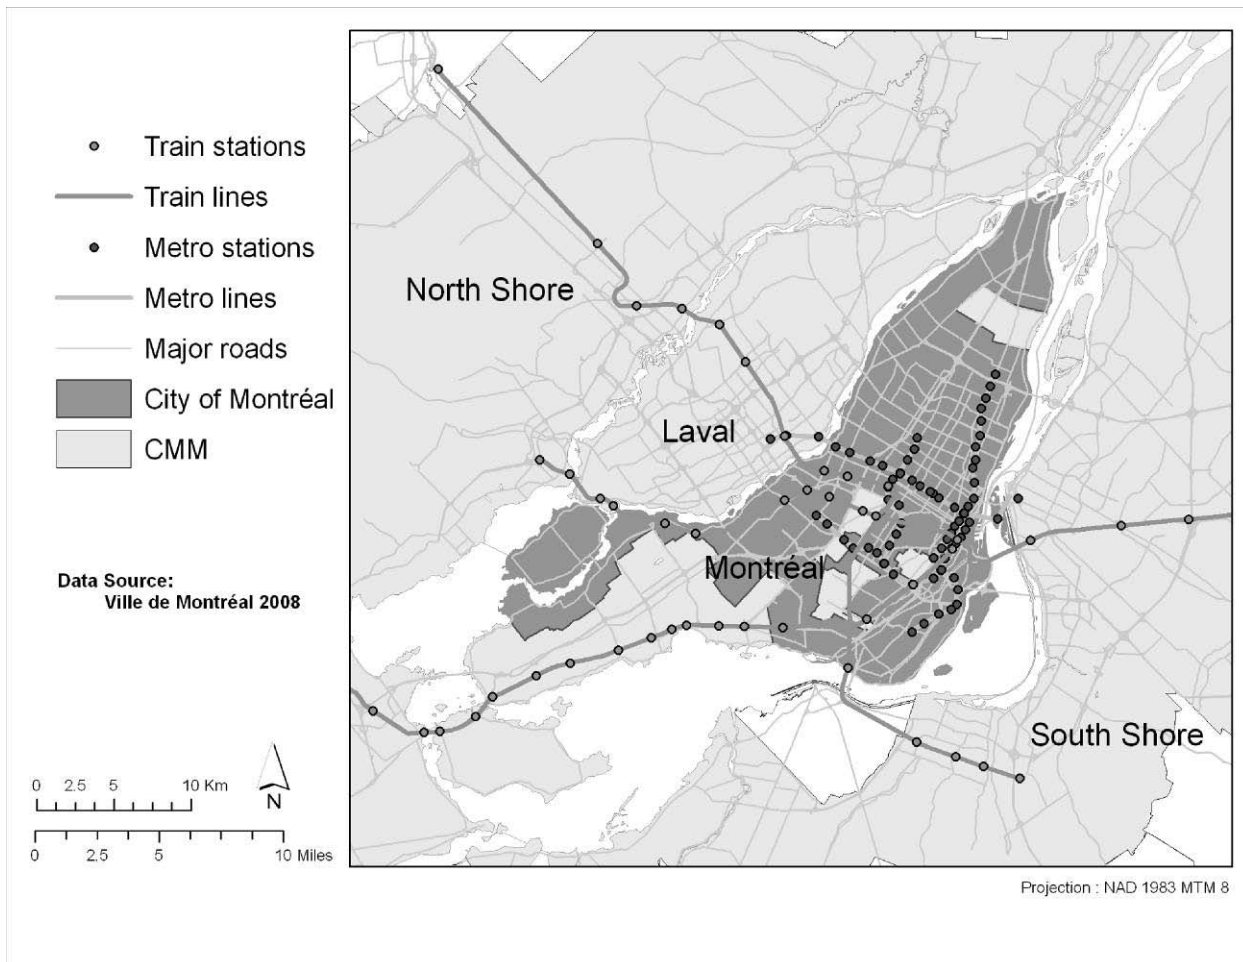 Train stations
Train lines
Metro stations
Metro lines
Major roads
City of Montréal
CMM
Data Source:
Ville de Montréal 2008
0 2.5 5 10 Km
0 2.5 5 10 Miles
N
North Shore
Laval
Montréal
South Shore
Projection : NAD 1983 MTM 8